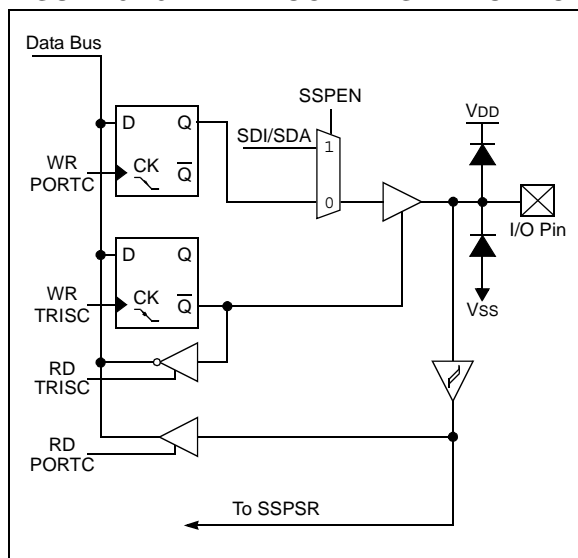 Data Bus
SSPEN
VDD
D
Q
SDI/SDA
1
WR
PORTC
CK
Q
0
I/O Pin
D
Q
WR
TRISC
CK
Q
VSS
RD
TRISC
RD
PORTC
To SSPSR